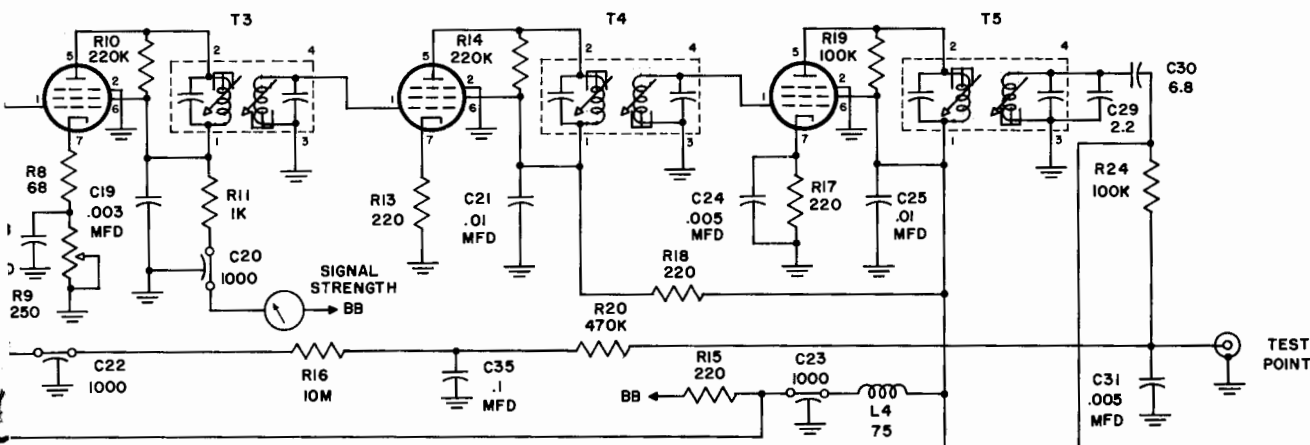 T3
T4
T5
R10
220K
5
2
6
1
7
2
4
1
3
R14
220K
5
2
6
1
7
2
4
1
3
R19
100K
5
2
6
1
7
2
4
1
3
C30
6.8
C29
2.2
R8
68
C19
.003
MFD
R11
1K
R13
220
C21
.01
MFD
C24
.005
MFD
R17
220
C25
.01
MFD
R24
100K
R9
250
C20
1000
SIGNAL
STRENGTH
BB
R18
220
R20
470K
C22
1000
R16
10M
C35
.1
MFD
BB
R15
220
C23
1000
L4
75
C31
.005
MFD
TEST
POINT